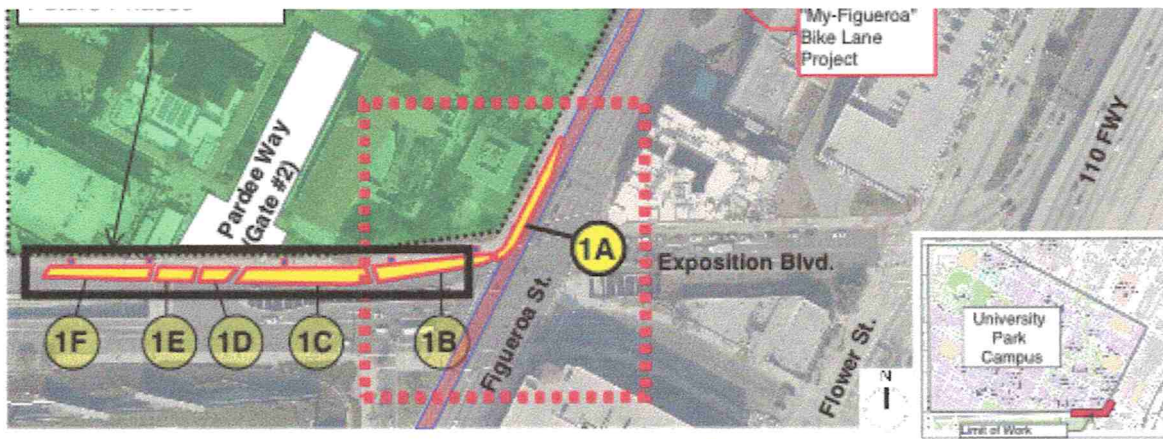 "My-Figueroa"
Bike Lane
Project
Pardee Way
(Gate #2)
110 FWY
1A
Exposition Blvd.
1F
1E
1D
1C
1B
Figueroa St.
Flower St.
N
University
Park
Campus
Limit of Work